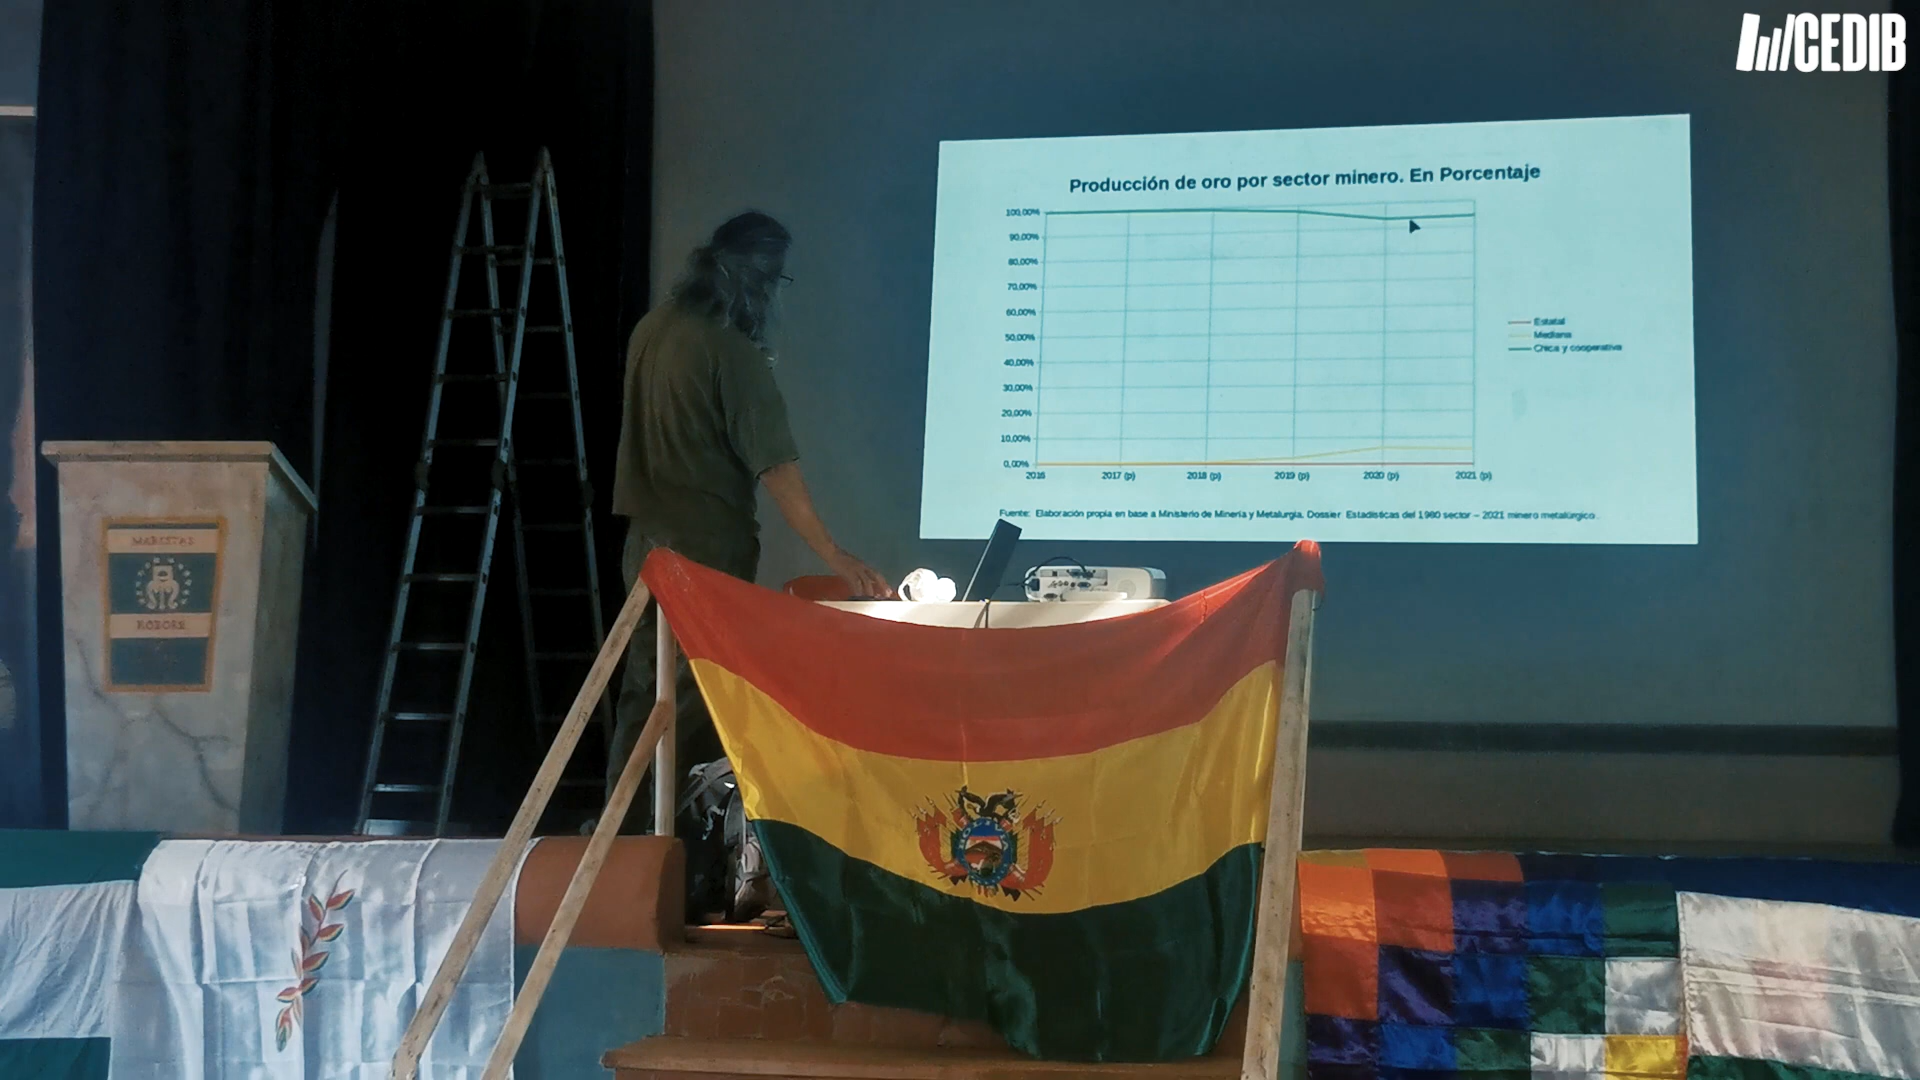 CEDIB
Producción de oro por sector minero. En Porcentaje
100,00%
90,00%
80,00%
70,00%
60,00%
50,00%
40,00%
30,00%
20,00%
10,00%
0,00%
2016 2017 (p) 2018 (p) 2019 (p) 2020 (p) 2021 (p)
Estatal
Mediana
Chica y cooperativa
Fuente: Elaboración propia en base a Ministerio de Minería y Metalurgia. Dossier Estadísticas del 1980 sector – 2021 minero metalúrgico.
MARISTAS
ROBORE
BOLIVIA